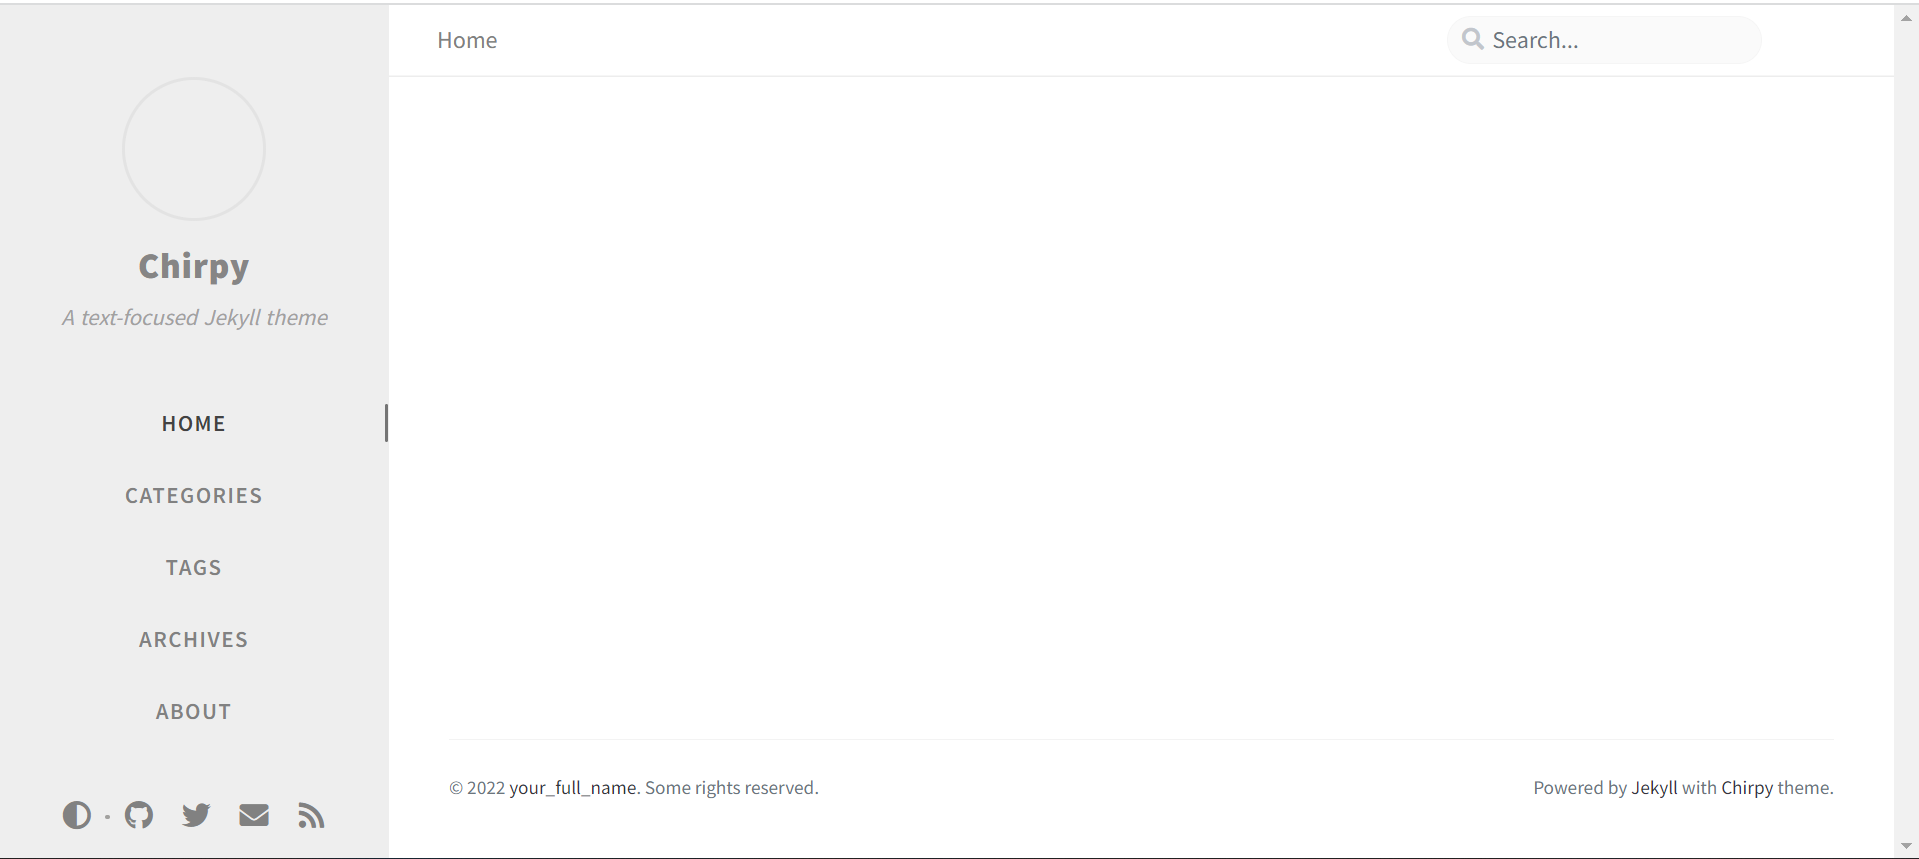 Chirpy
A text-focused Jekyll theme
HOME
CATEGORIES
TAGS
ARCHIVES
ABOUT
Home
Search...
© 2022 your_full_name. Some rights reserved.
Powered by Jekyll with Chirpy theme.